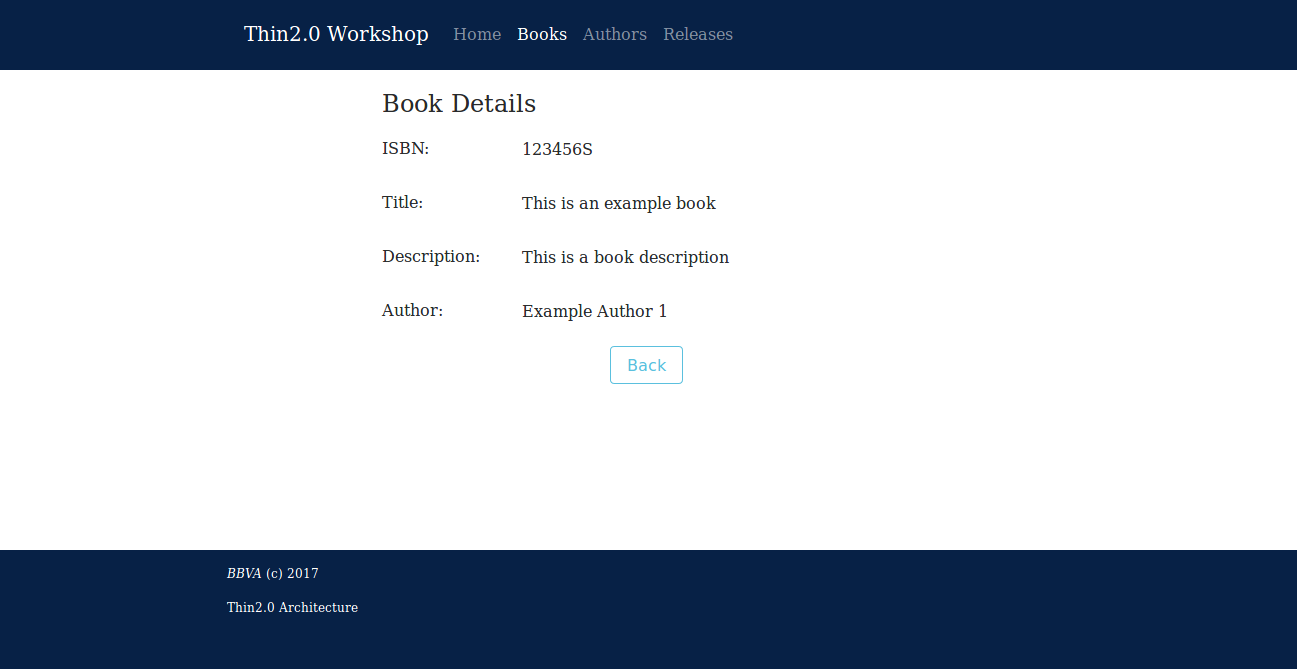 Thin2.0 Workshop Home Books Authors Releases
Book Details
ISBN: 123456S
Title: This is an example book
Description: This is a book description
Author: Example Author 1
Back
BBVA (c) 2017
Thin2.0 Architecture